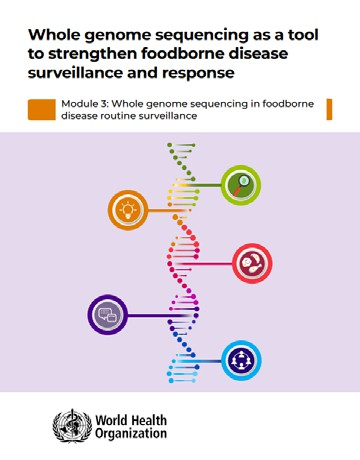 Whole genome sequencing as a tool
to strengthen foodborne disease
surveillance and response
Module 3: Whole genome sequencing in foodborne
disease routine surveillance
World Health
Organization